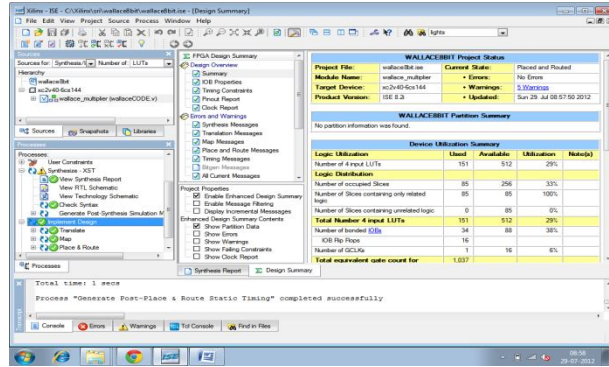 Xilinx - ISE - C:\Xilinx\sri\wallace8bit\wallace8bit.ise - [Design Summary]
File Edit View Project Source Process Window Help
lights
Sources
Sources for: Synthesis/I Number of: LUTs
Hierarchy
wallace8bit
xc2v40-6cs144
wallace_multiplier (wallaceCODE.v)
Sources Snapshots Libraries
Processes
Processes:
User Constraints
Synthesize - XST
View Synthesis Report
View RTL Schematic
View Technology Schematic
Check Syntax
Generate Post-Synthesis Simulation M
Implement Design
Translate
Map
Place & Route
Processes
FPGA Design Summary
Design Overview
Summary
IOB Properties
Timing Constraints
Pinout Report
Clock Report
Errors and Warnings
Synthesis Messages
Translation Messages
Map Messages
Place and Route Messages
Timing Messages
Bitgen Messages
All Current Messages
Project Properties
Enable Enhanced Design Summary
Enable Message Filtering
Display Incremental Messages
Enhanced Design Summary Contents
Show Partition Data
Show Errors
Show Warnings
Show Failing Constraints
Show Clock Report
WALLACE8BIT Project Status
Project File: wallace8bit.ise Current State: Placed and Routed
Module Name: wallace_multiplier • Errors: No Errors
Target Device: xc2v40-6cs144 • Warnings: 5 Warnings
Product Version: ISE 8.2i • Updated: Sun 29. Jul 08:57:50 2012
WALLACE8BIT Partition Summary
No partition information was found.
Device Utilization Summary
Logic Utilization Used Available Utilization Note(s)
Number of 4 input LUTs 151 512 29%
Logic Distribution
Number of occupied Slices 85 256 33%
Number of Slices containing only related logic 85 85 100%
Number of Slices containing unrelated logic 0 85 0%
Total Number 4 input LUTs 151 512 29%
Number of bonded IOBs 34 88 38%
IOB Flip Flops 16
Number of GCLKs 1 16 6%
Total equivalent gate count for 1,037
Synthesis Report Design Summary
Total time: 1 secs
Process "Generate Post-Place & Route Static Timing" completed successfully
Console Errors Warnings Tcl Console Find in Files
08:58
29-07-2012